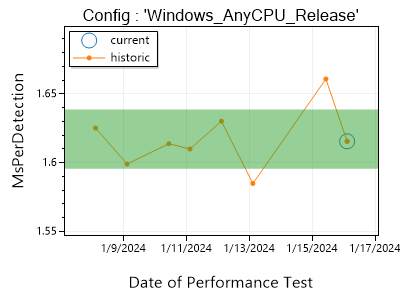 Config : 'Windows_AnyCPU_Release'
current
historic
MsPerDetection
1.65
1.6
1.55
1/9/2024
1/11/2024
1/13/2024
1/15/2024
1/17/2024
Date of Performance Test